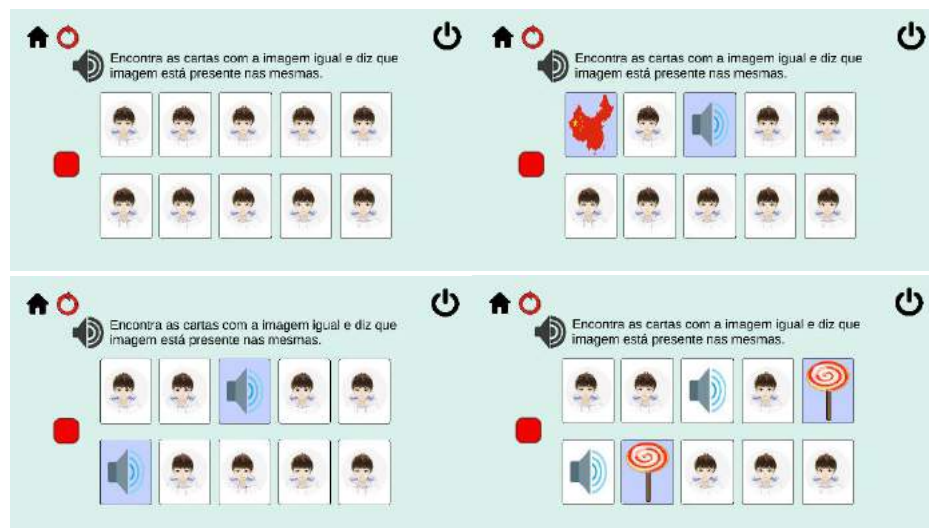 Encontra as cartas com a imagem igual e diz que
imagem está presente nas mesmas.
Encontra as cartas com a imagem igual e diz que
imagem está presente nas mesmas.
Encontra as cartas com a imagem igual e diz que
imagem está presente nas mesmas.
Encontra as cartas com a imagem igual e diz que
imagem está presente nas mesmas.